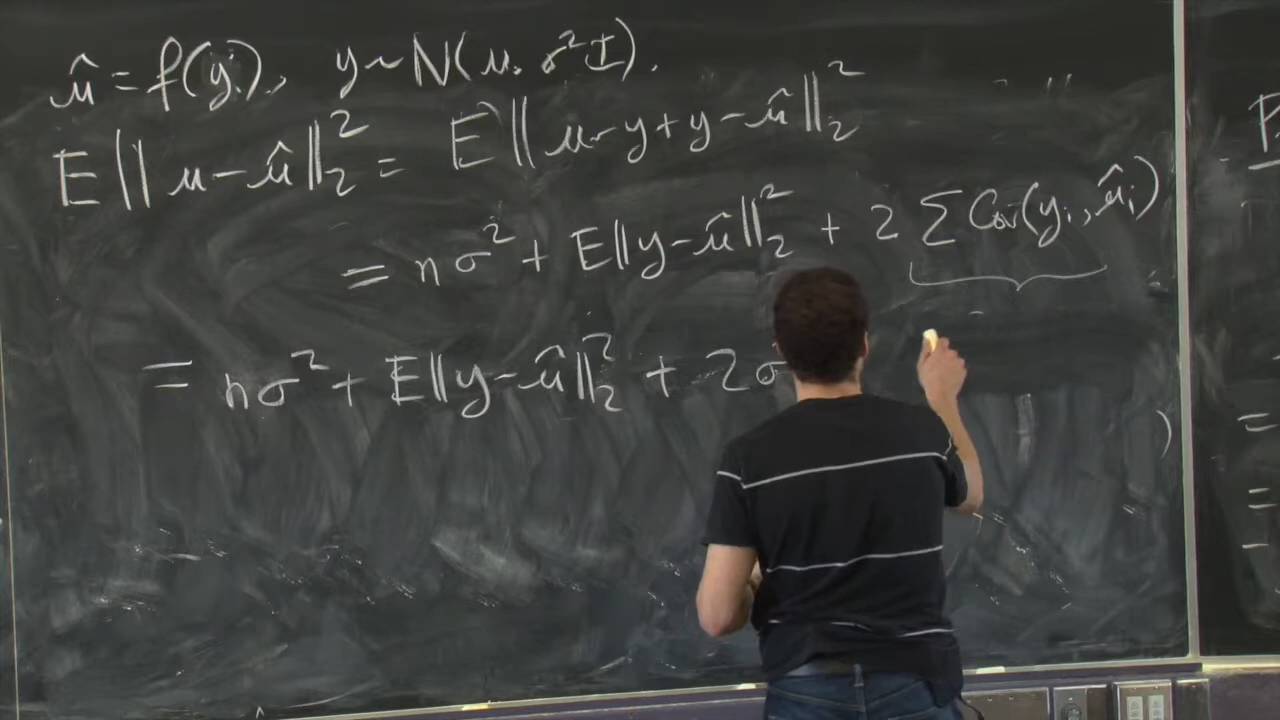 μ̂ = f(y), y ~ N(μ, σ²I).
E‖μ - μ̂‖₂² = E‖μ - y + y - μ̂‖₂²
= nσ² + E‖y - μ̂‖₂² + 2 Σ Cov(yᵢ, μ̂ᵢ)
= nσ² + E‖y - μ̂‖₂² + 2σ